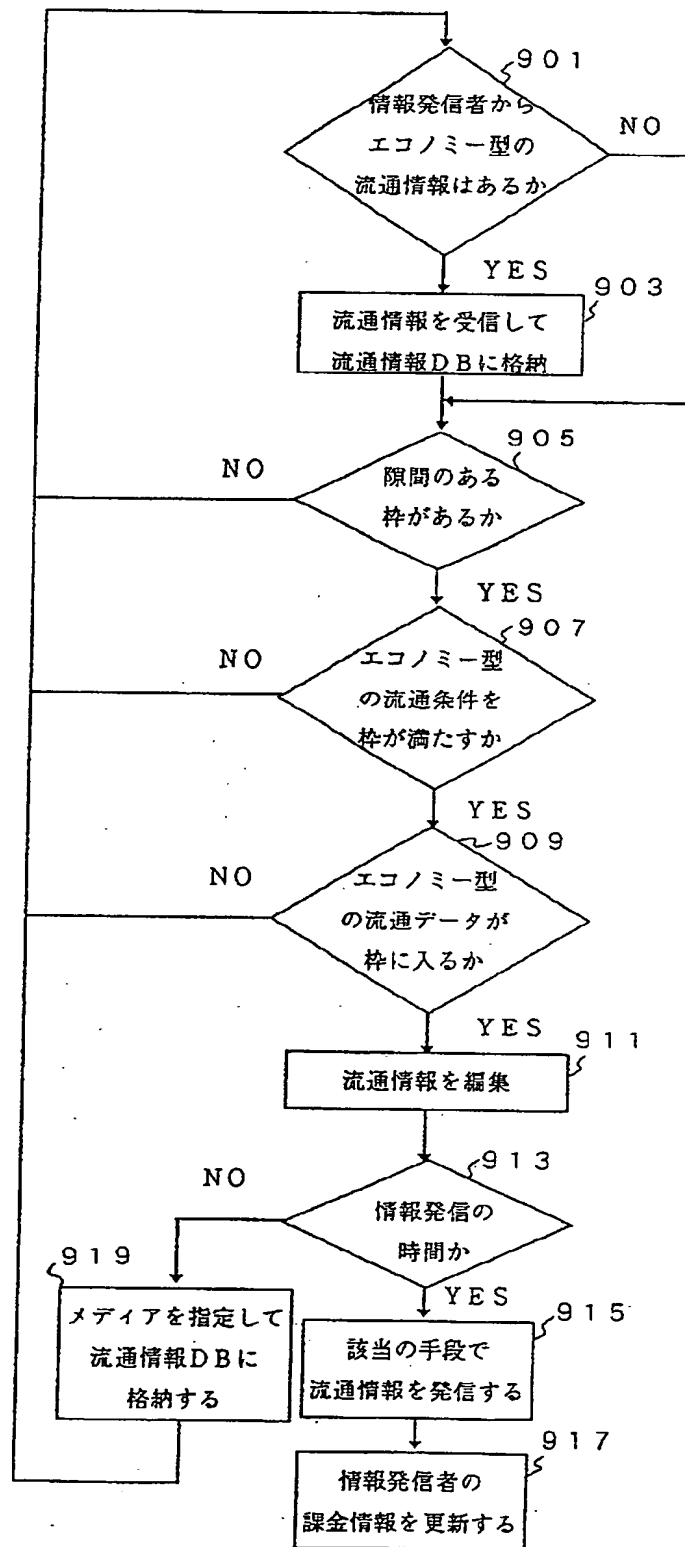 901
情報発信者から
エコノミー型の
流通情報はあるか
NO
YES
903
流通情報を受信して
流通情報DBに格納
905
NO
隙間のある
枠があるか
YES
907
NO
エコノミー型
の流通条件を
枠が満たすか
YES
909
NO
エコノミー型
の流通データが
枠に入るか
YES
911
流通情報を編集
913
NO
情報発信の
時間か
919
YES
メディアを指定して
流通情報DBに
格納する
915
該当の手段で
流通情報を発信する
917
情報発信者の
課金情報を更新する